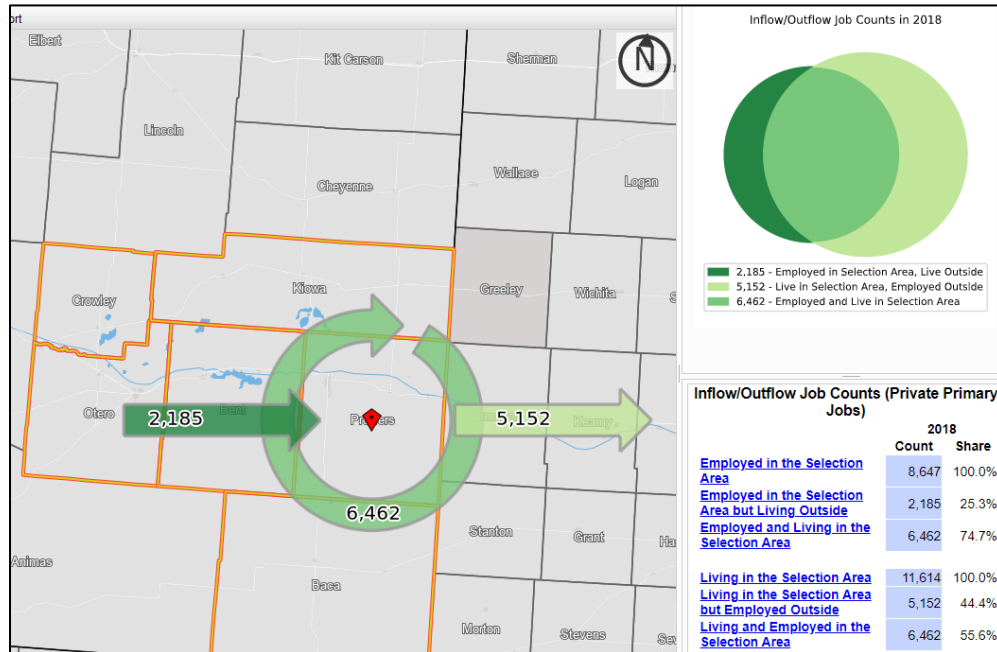 ort
Elbert
Kit Carson
Sherman
Lincoln
Cheyenne
Wallace
Logan
Crowley
Kiowa
Greeley
Wichita
Otero
2,185
Bent
Prowers
5,152
Kearny
6,462
Stanton
Grant
Animas
Baca
Morton
Stevens
N
Inflow/Outflow Job Counts in 2018
2,185 - Employed in Selection Area, Live Outside
5,152 - Live in Selection Area, Employed Outside
6,462 - Employed and Live in Selection Area
Inflow/Outflow Job Counts (Private Primary
Jobs)
2018
Count Share
Employed in the Selection
Area 8,647 100.0%
Employed in the Selection
Area but Living Outside 2,185 25.3%
Employed and Living in the
Selection Area 6,462 74.7%
Living in the Selection Area 11,614 100.0%
Living in the Selection Area
but Employed Outside 5,152 44.4%
Living and Employed in the
Selection Area 6,462 55.6%